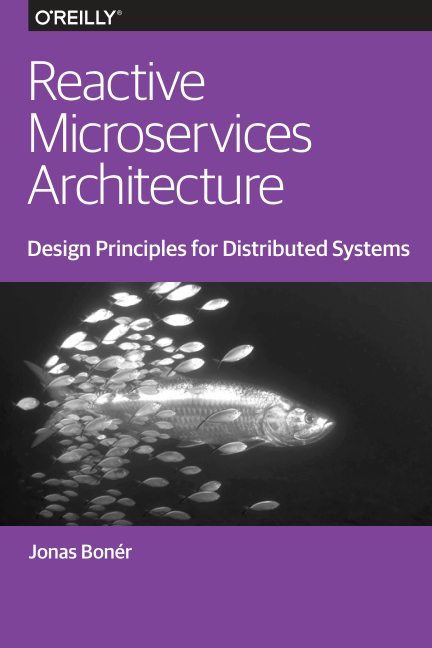 O'REILLY®
Reactive
Microservices
Architecture
Design Principles for Distributed Systems
Jonas Bonér